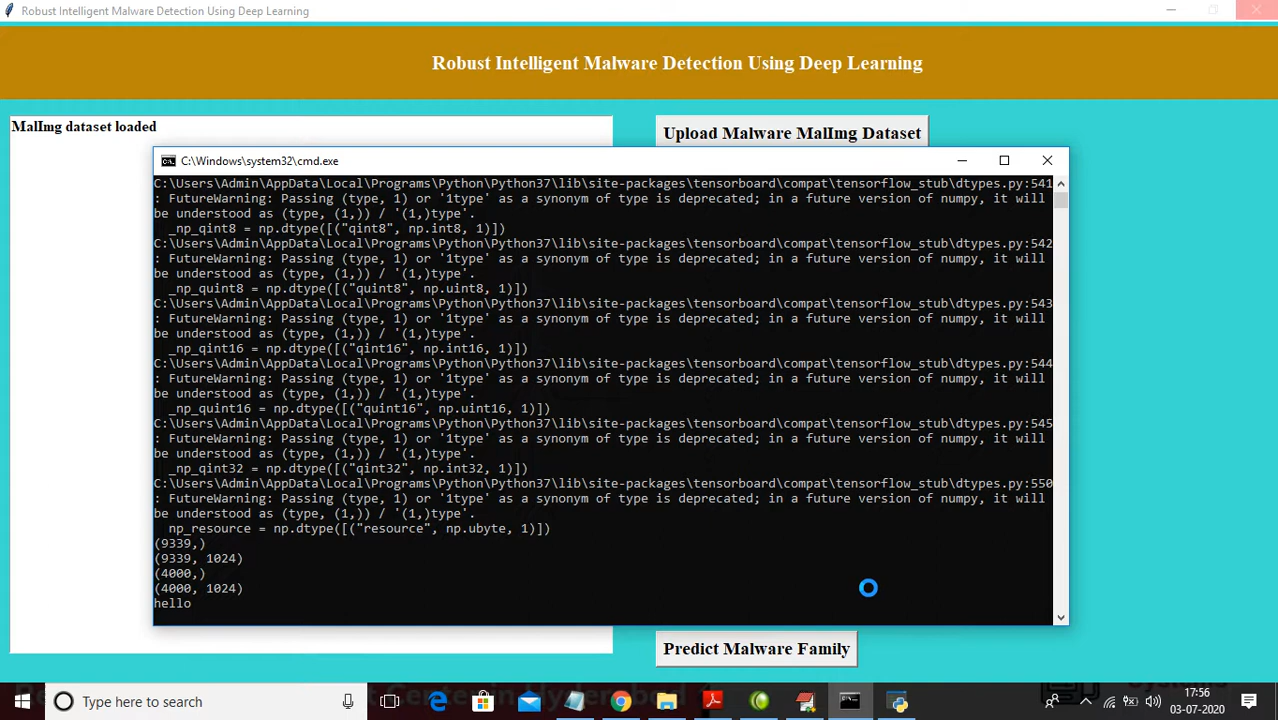 Robust Intelligent Malware Detection Using Deep Learning
Robust Intelligent Malware Detection Using Deep Learning
MalImg dataset loaded
Upload Malware MalImg Dataset
C:\Windows\system32\cmd.exe
C:\Users\Admin\AppData\Local\Programs\Python\Python37\lib\site-packages\tensorboard\compat\tensorflow_stub\dtypes.py:541
: FutureWarning: Passing (type, 1) or '1type' as a synonym of type is deprecated; in a future version of numpy, it will
be understood as (type, (1,)) / '(1,)type'.
_np_qint8 = np.dtype([("qint8", np.int8, 1)])
C:\Users\Admin\AppData\Local\Programs\Python\Python37\lib\site-packages\tensorboard\compat\tensorflow_stub\dtypes.py:542
: FutureWarning: Passing (type, 1) or '1type' as a synonym of type is deprecated; in a future version of numpy, it will
be understood as (type, (1,)) / '(1,)type'.
_np_quint8 = np.dtype([("quint8", np.uint8, 1)])
C:\Users\Admin\AppData\Local\Programs\Python\Python37\lib\site-packages\tensorboard\compat\tensorflow_stub\dtypes.py:543
: FutureWarning: Passing (type, 1) or '1type' as a synonym of type is deprecated; in a future version of numpy, it will
be understood as (type, (1,)) / '(1,)type'.
_np_qint16 = np.dtype([("qint16", np.int16, 1)])
C:\Users\Admin\AppData\Local\Programs\Python\Python37\lib\site-packages\tensorboard\compat\tensorflow_stub\dtypes.py:544
: FutureWarning: Passing (type, 1) or '1type' as a synonym of type is deprecated; in a future version of numpy, it will
be understood as (type, (1,)) / '(1,)type'.
_np_quint16 = np.dtype([("quint16", np.uint16, 1)])
C:\Users\Admin\AppData\Local\Programs\Python\Python37\lib\site-packages\tensorboard\compat\tensorflow_stub\dtypes.py:545
: FutureWarning: Passing (type, 1) or '1type' as a synonym of type is deprecated; in a future version of numpy, it will
be understood as (type, (1,)) / '(1,)type'.
_np_qint32 = np.dtype([("qint32", np.int32, 1)])
C:\Users\Admin\AppData\Local\Programs\Python\Python37\lib\site-packages\tensorboard\compat\tensorflow_stub\dtypes.py:550
: FutureWarning: Passing (type, 1) or '1type' as a synonym of type is deprecated; in a future version of numpy, it will
be understood as (type, (1,)) / '(1,)type'.
np_resource = np.dtype([("resource", np.ubyte, 1)])
(9339,)
(9339, 1024)
(4000,)
(4000, 1024)
hello
Predict Malware Family
Type here to search
17:56
03-07-2020